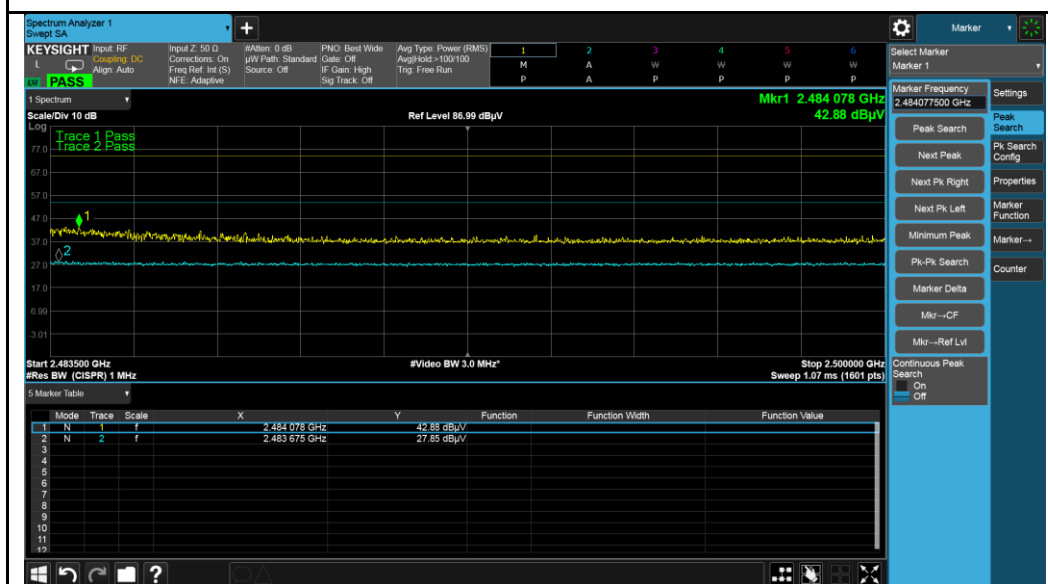 Spectrum Analyzer 1
Swept SA
Marker
KEYSIGHT
L
PASS
Input: RF
Coupling: DC
Align: Auto
Input Z: 50 Ω
Corrections: On
Freq Ref: Int (S)
NFE: Adaptive
#Atten: 0 dB
µW Path: Standard
Source: Off
PNO: Best Wide
Gate: Off
IF Gain: High
Sig Track: Off
Avg Type: Power (RMS)
Avg|Hold:>100/100
Trig: Free Run
1 2 3 4 5 6
M A W W W W
P A P P P P
Select Marker
Marker 1
1 Spectrum
Mkr1 2.484 078 GHz
42.88 dBµV
Scale/Div 10 dB
Ref Level 86.99 dBµV
Log
Trace 1 Pass
Trace 2 Pass
77.0
67.0
57.0
47.0
37.0
27.0
17.0
6.99
-3.01
1
2
Start 2.483500 GHz
#Video BW 3.0 MHz*
Stop 2.500000 GHz
#Res BW (CISPR) 1 MHz
Sweep 1.07 ms (1601 pts)
5 Marker Table
Mode Trace Scale X Y Function Function Width Function Value
1 N 1 f 2.484 078 GHz 42.88 dBµV
2 N 2 f 2.483 675 GHz 27.85 dBµV
3
4
5
6
7
8
9
10
11
12
Marker Frequency
2.484077500 GHz
Peak Search
Next Peak
Next Pk Right
Next Pk Left
Minimum Peak
Pk-Pk Search
Marker Delta
Mkr→CF
Mkr→Ref Lvl
Continuous Peak
Search
On
Off
Settings
Peak
Search
Pk Search
Config
Properties
Marker
Function
Marker→
Counter
?